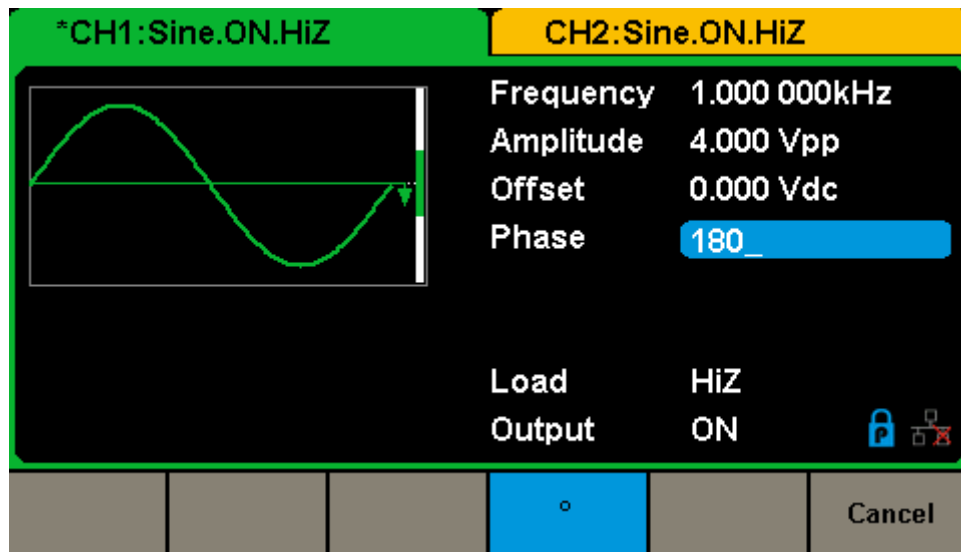 *CH1:Sine.ON.HiZ
CH2:Sine.ON.HiZ
Frequency 1.000 000kHz
Amplitude 4.000 Vpp
Offset 0.000 Vdc
Phase 180_
Load HiZ
Output ON
P
°
Cancel